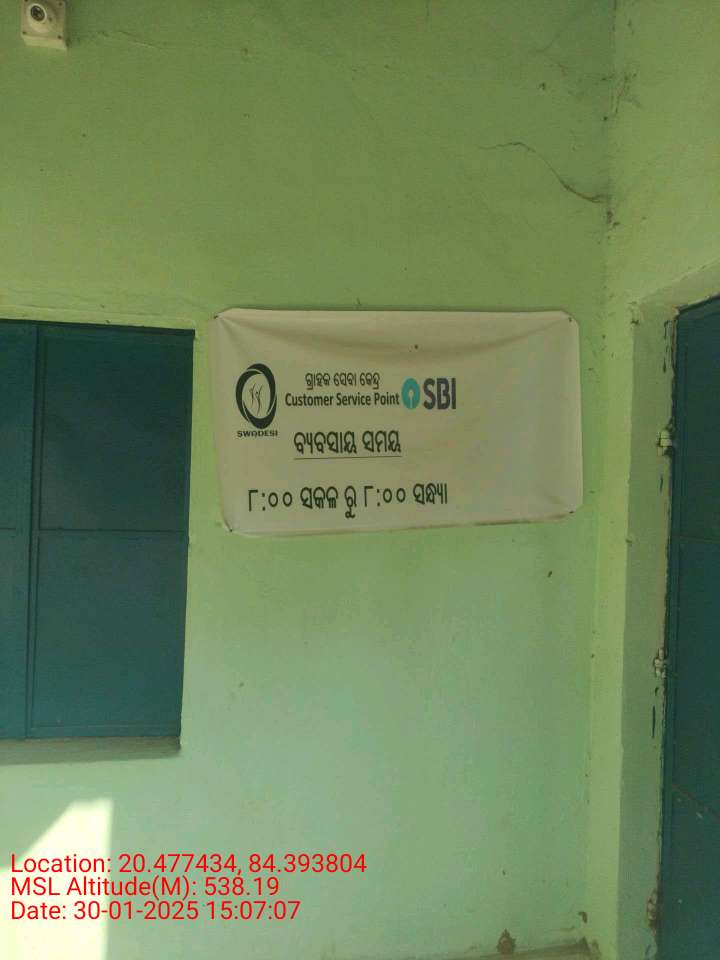 ଗ୍ରାହକ ସେବା କେନ୍ଦ୍ର
Customer Service Point SBI
SWADESI
ବ୍ୟବସାୟ ସମୟ
୮:୦୦ ସକାଳ ରୁ ୮:୦୦ ସନ୍ଧ୍ୟା
Location: 20.477434, 84.393804
MSL Altitude(M): 538.19
Date: 30-01-2025 15:07:07